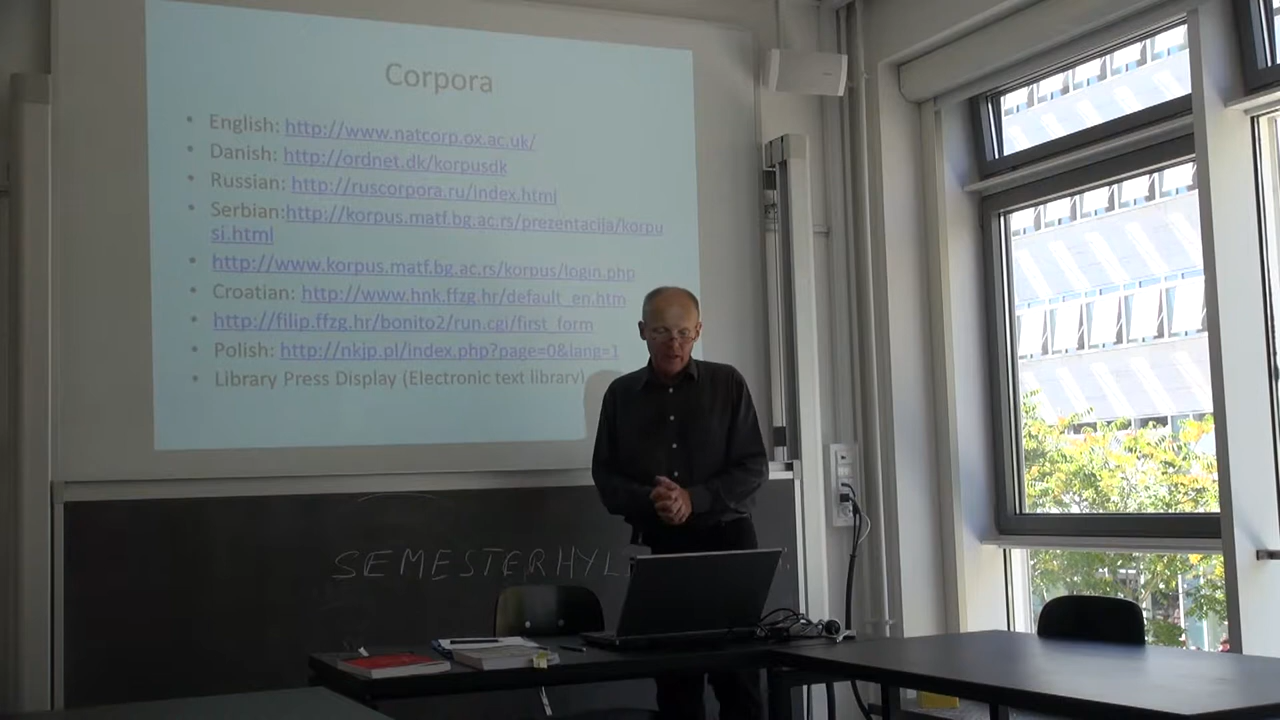 Corpora
• English: http://www.natcorp.ox.ac.uk/
• Danish: http://ordnet.dk/korpusdk
• Russian: http://ruscorpora.ru/index.html
• Serbian:http://korpus.matf.bg.ac.rs/prezentacija/korpu
si.html
• http://www.korpus.matf.bg.ac.rs/korpus/login.php
• Croatian: http://www.hnk.ffzg.hr/default_en.htm
• http://filip.ffzg.hr/bonito2/run.cgi/first_form
• Polish: http://nkjp.pl/index.php?page=0&lang=1
• Library Press Display (Electronic text library)
SEMESTERHYL